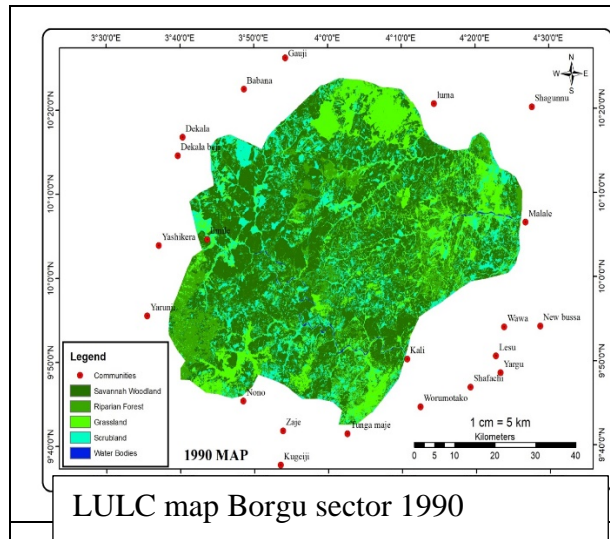 3°30'0"E 3°40'0"E 3°50'0"E 4°0'0"E 4°10'0"E 4°20'0"E 4°30'0"E
Gauji
N
W E
S
Babana
Iurna
Shagunnu
10°20'0"N 10°20'0"N
Dekala
Dekala
10°10'0"N 10°10'0"N
Malale
Yashikera
10°0'0"N 10°0'0"N
Yarunji
Wawa
New bussa
Lesu
Kali
Yargu
9°50'0"N 9°50'0"N
Shafachi
Nono
Worumotako
Zaje
Yunga maje
9°40'0"N 9°40'0"N
Kugeiji
Legend
Communities
Savannah Woodland
Riparian Forest
Grassland
Scrubland
Water Bodies
1990 MAP
1 cm = 5 km
Kilometers
0 5 10 20 30 40
LULC map Borgu sector 1990